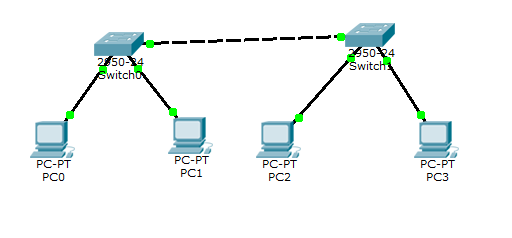 2950-24
Switch0
2950-24
Switch1
PC-PT
PC0
PC-PT
PC1
PC-PT
PC2
PC-PT
PC3